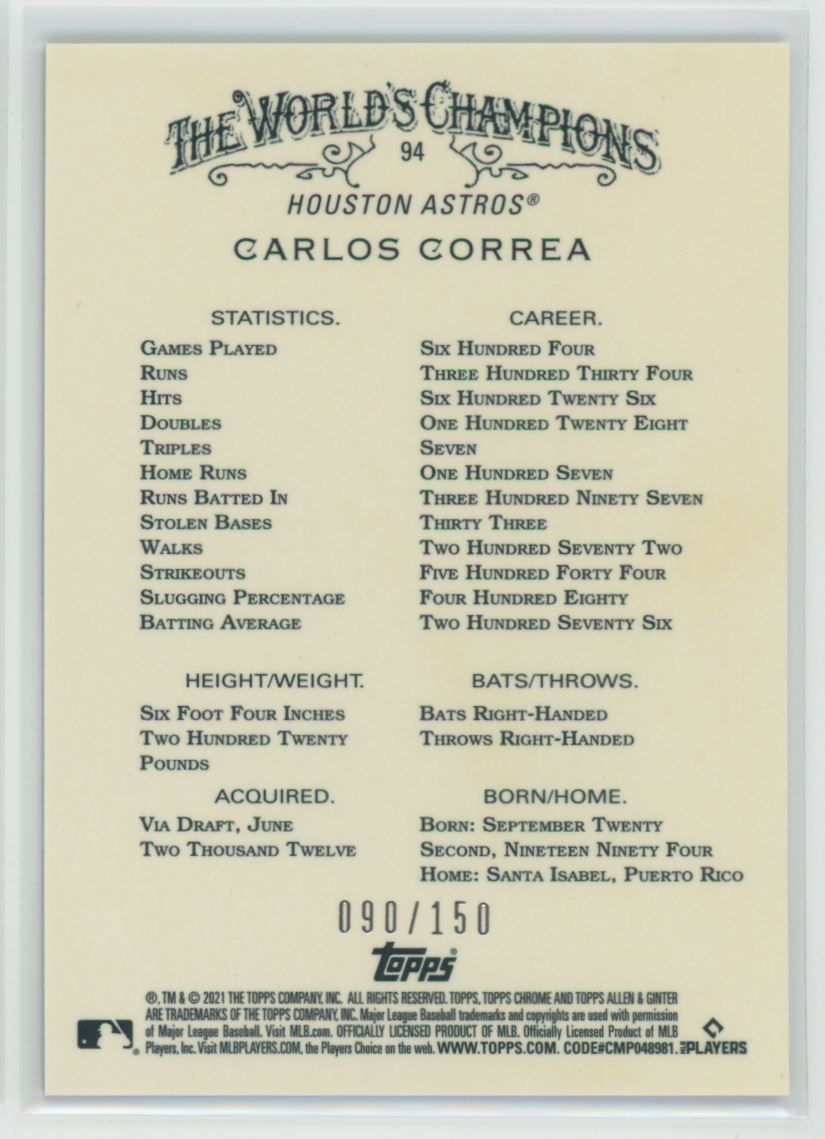 THE WORLD'S CHAMPIONS
94
HOUSTON ASTROS®
CARLOS CORREA
STATISTICS. CAREER.
GAMES PLAYED SIX HUNDRED FOUR
RUNS THREE HUNDRED THIRTY FOUR
HITS SIX HUNDRED TWENTY SIX
DOUBLES ONE HUNDRED TWENTY EIGHT
TRIPLES SEVEN
HOME RUNS ONE HUNDRED SEVEN
RUNS BATTED IN THREE HUNDRED NINETY SEVEN
STOLEN BASES THIRTY THREE
WALKS TWO HUNDRED SEVENTY TWO
STRIKEOUTS FIVE HUNDRED FORTY FOUR
SLUGGING PERCENTAGE FOUR HUNDRED EIGHTY
BATTING AVERAGE TWO HUNDRED SEVENTY SIX
HEIGHT/WEIGHT.
SIX FOOT FOUR INCHES
TWO HUNDRED TWENTY
POUNDS
BATS/THROWS.
BATS RIGHT-HANDED
THROWS RIGHT-HANDED
ACQUIRED.
VIA DRAFT, JUNE
TWO THOUSAND TWELVE
BORN/HOME.
BORN: SEPTEMBER TWENTY
SECOND, NINETEEN NINETY FOUR
HOME: SANTA ISABEL, PUERTO RICO
090/150
Topps®
®, TM & © 2021 THE TOPPS COMPANY, INC. ALL RIGHTS RESERVED. TOPPS, TOPPS CHROME AND TOPPS ALLEN & GINTER
ARE TRADEMARKS OF THE TOPPS COMPANY, INC. Major League Baseball trademarks and copyrights are used with permission
of Major League Baseball. Visit MLB.com. OFFICIALLY LICENSED PRODUCT OF MLB. Officially Licensed Product of MLB
Players, Inc. Visit MLBPLAYERS.COM, the Players Choice on the web. WWW.TOPPS.COM. CODE#CMP048981.
PLAYERS